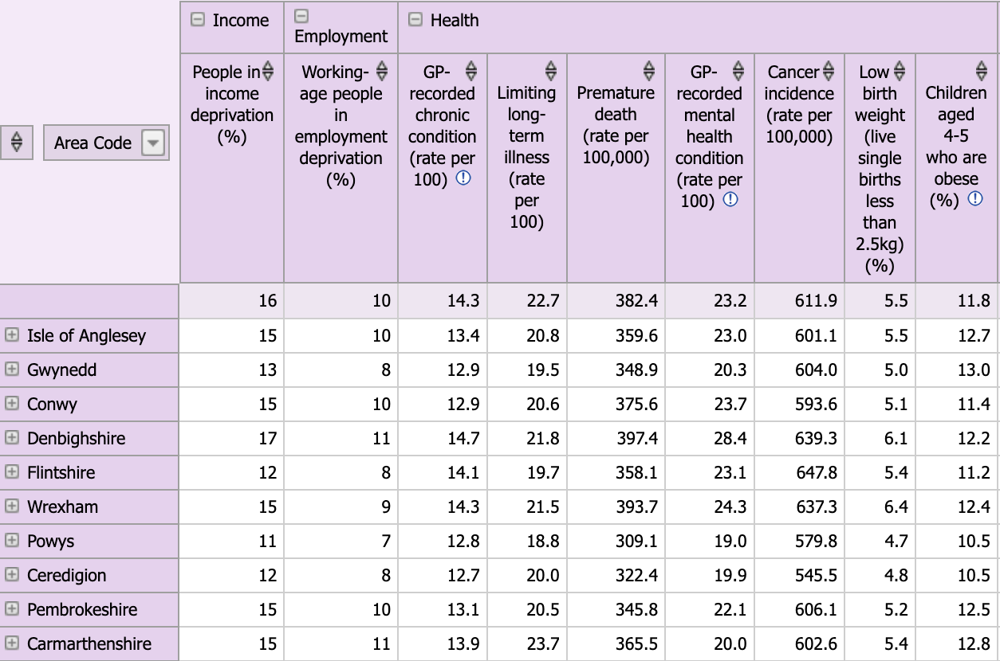 Income Employment Health
People in income deprivation (%) Working-age people in employment deprivation (%) GP-recorded chronic condition (rate per 100) Limiting long-term illness (rate per 100) Premature death (rate per 100,000) GP-recorded mental health condition (rate per 100) Cancer incidence (rate per 100,000) Low birth weight (live single births less than 2.5kg) (%) Children aged 4-5 who are obese (%)
Area Code
16 10 14.3 22.7 382.4 23.2 611.9 5.5 11.8
Isle of Anglesey 15 10 13.4 20.8 359.6 23.0 601.1 5.5 12.7
Gwynedd 13 8 12.9 19.5 348.9 20.3 604.0 5.0 13.0
Conwy 15 10 12.9 20.6 375.6 23.7 593.6 5.1 11.4
Denbighshire 17 11 14.7 21.8 397.4 28.4 639.3 6.1 12.2
Flintshire 12 8 14.1 19.7 358.1 23.1 647.8 5.4 11.2
Wrexham 15 9 14.3 21.5 393.7 24.3 637.3 6.4 12.4
Powys 11 7 12.8 18.8 309.1 19.0 579.8 4.7 10.5
Ceredigion 12 8 12.7 20.0 322.4 19.9 545.5 4.8 10.5
Pembrokeshire 15 10 13.1 20.5 345.8 22.1 606.1 5.2 12.5
Carmarthenshire 15 11 13.9 23.7 365.5 20.0 602.6 5.4 12.8